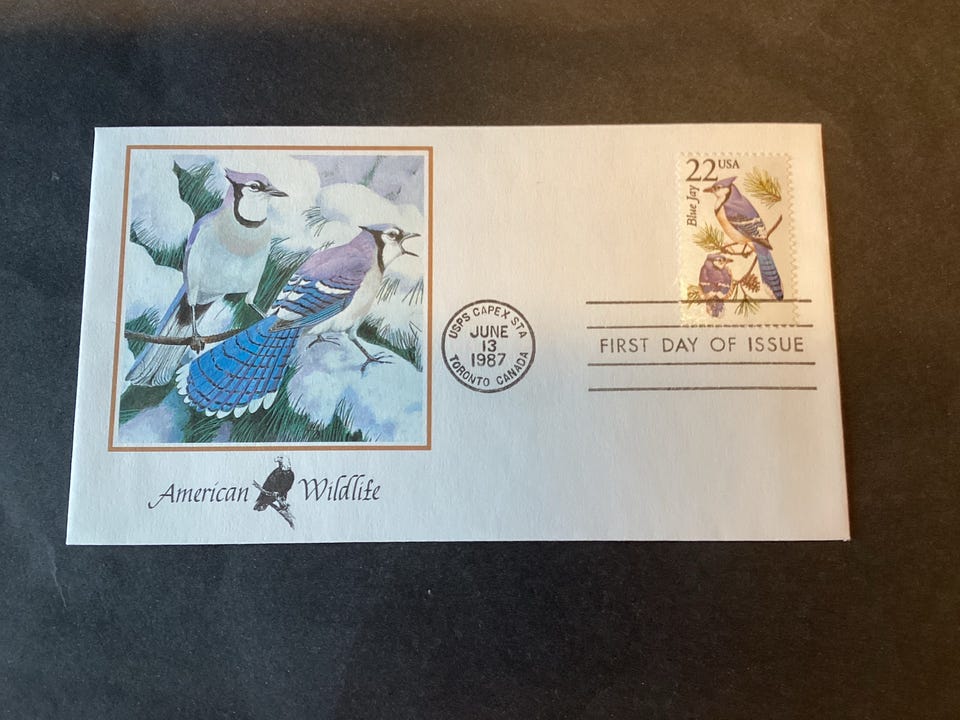 22 USA
Blue Jay
USPS CAPEX STA
JUNE
13
1987
TORONTO CANADA
FIRST DAY OF ISSUE
American Wildlife